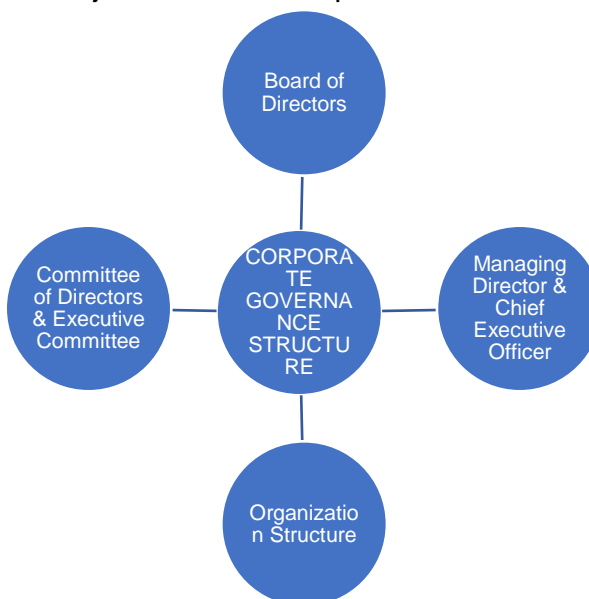 Board of
Directors
Committee
of Directors
& Executive
Committee
CORPORA
TE
GOVERNA
NCE
STRUCTU
RE
Managing
Director &
Chief
Executive
Officer
Organizatio
n Structure